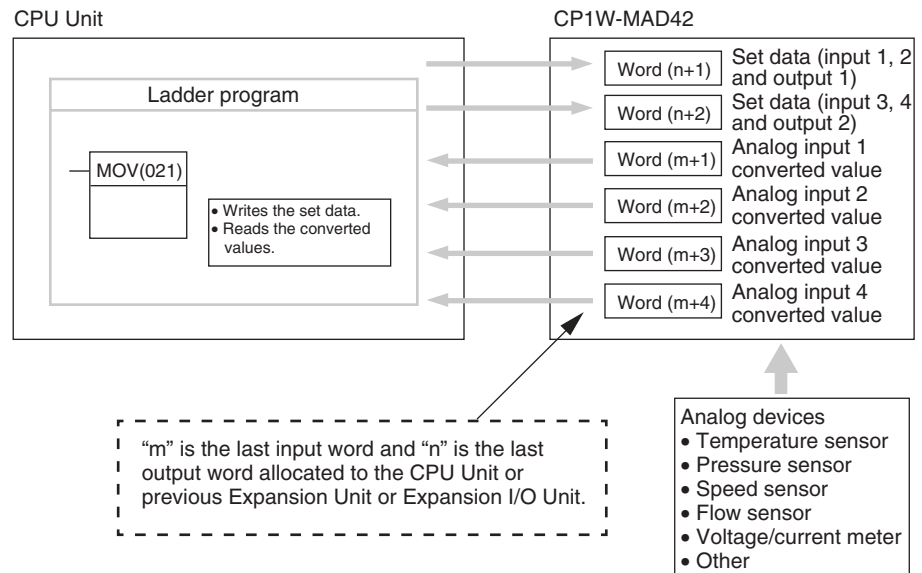 CPU Unit
CP1W-MAD42
Ladder program
MOV(021)
• Writes the set data.
• Reads the converted
values.
Word (n+1)
Set data (input 1, 2
and output 1)
Word (n+2)
Set data (input 3, 4
and output 2)
Word (m+1)
Analog input 1
converted value
Word (m+2)
Analog input 2
converted value
Word (m+3)
Analog input 3
converted value
Word (m+4)
Analog input 4
converted value
“m” is the last input word and “n” is the last
output word allocated to the CPU Unit or
previous Expansion Unit or Expansion I/O Unit.
Analog devices
• Temperature sensor
• Pressure sensor
• Speed sensor
• Flow sensor
• Voltage/current meter
• Other